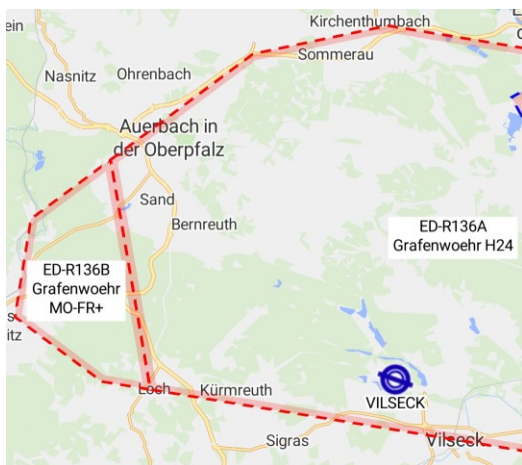 Kirchenthumbach
ein
Sommerau
Ohrenbach
Nasnitz
Auerbach in
der Oberpfalz
Sand
Bernreuth
ED-R136A
Grafenwoehr H24
ED-R136B
Grafenwoehr
MO-FR+
s
itz
Loch
Kürmreuth
VILSECK
Sigras
Vilseck